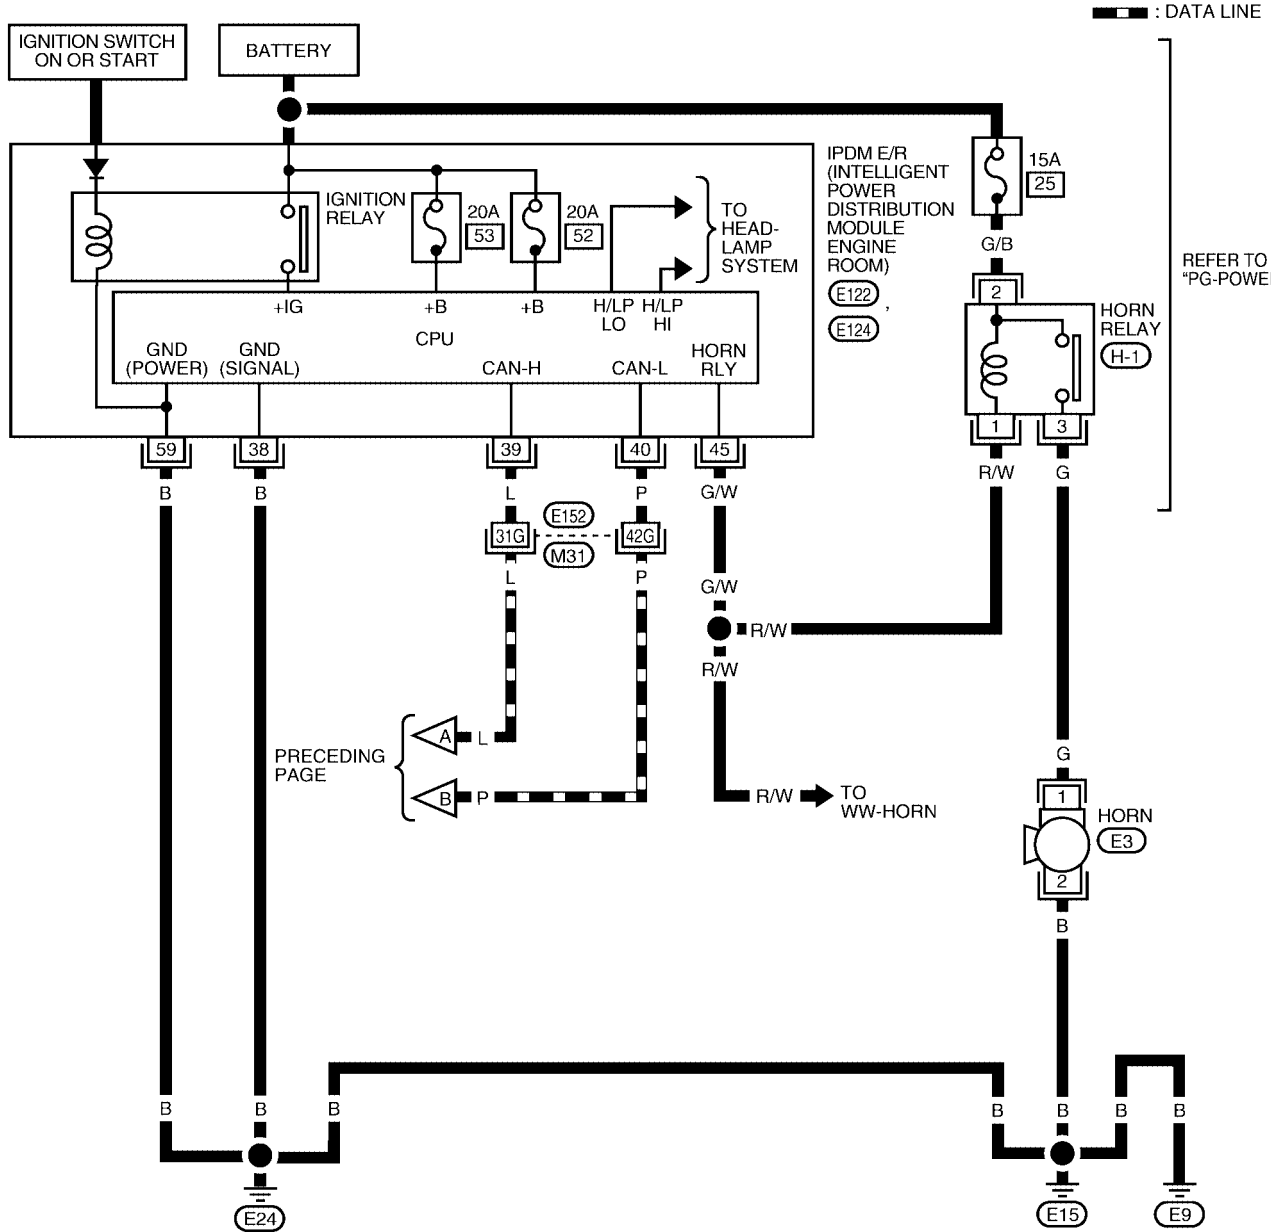 : DATA LINE
IGNITION SWITCH
ON OR START
BATTERY
IPDM E/R
(INTELLIGENT
POWER
DISTRIBUTION
MODULE
ENGINE
ROOM)
E122 ,
E124
15A
25
G/B
REFER TO
"PG-POWE
IGNITION
RELAY
20A
53
20A
52
TO
HEAD-
LAMP
SYSTEM
2
HORN
RELAY
H-1
1
3
R/W
G
+IG
+B
+B
H/LP
LO
H/LP
HI
CPU
GND
(POWER)
GND
(SIGNAL)
CAN-H
CAN-L
HORN
RLY
59
38
39
40
45
B
B
L
P
G/W
31G
E152
M31
42G
L
P
G/W
R/W
R/W
PRECEDING
PAGE
A
L
B
P
R/W
TO
WW-HORN
G
1
HORN
E3
2
B
B
B
B
B
B
B
B
E24
E15
E9